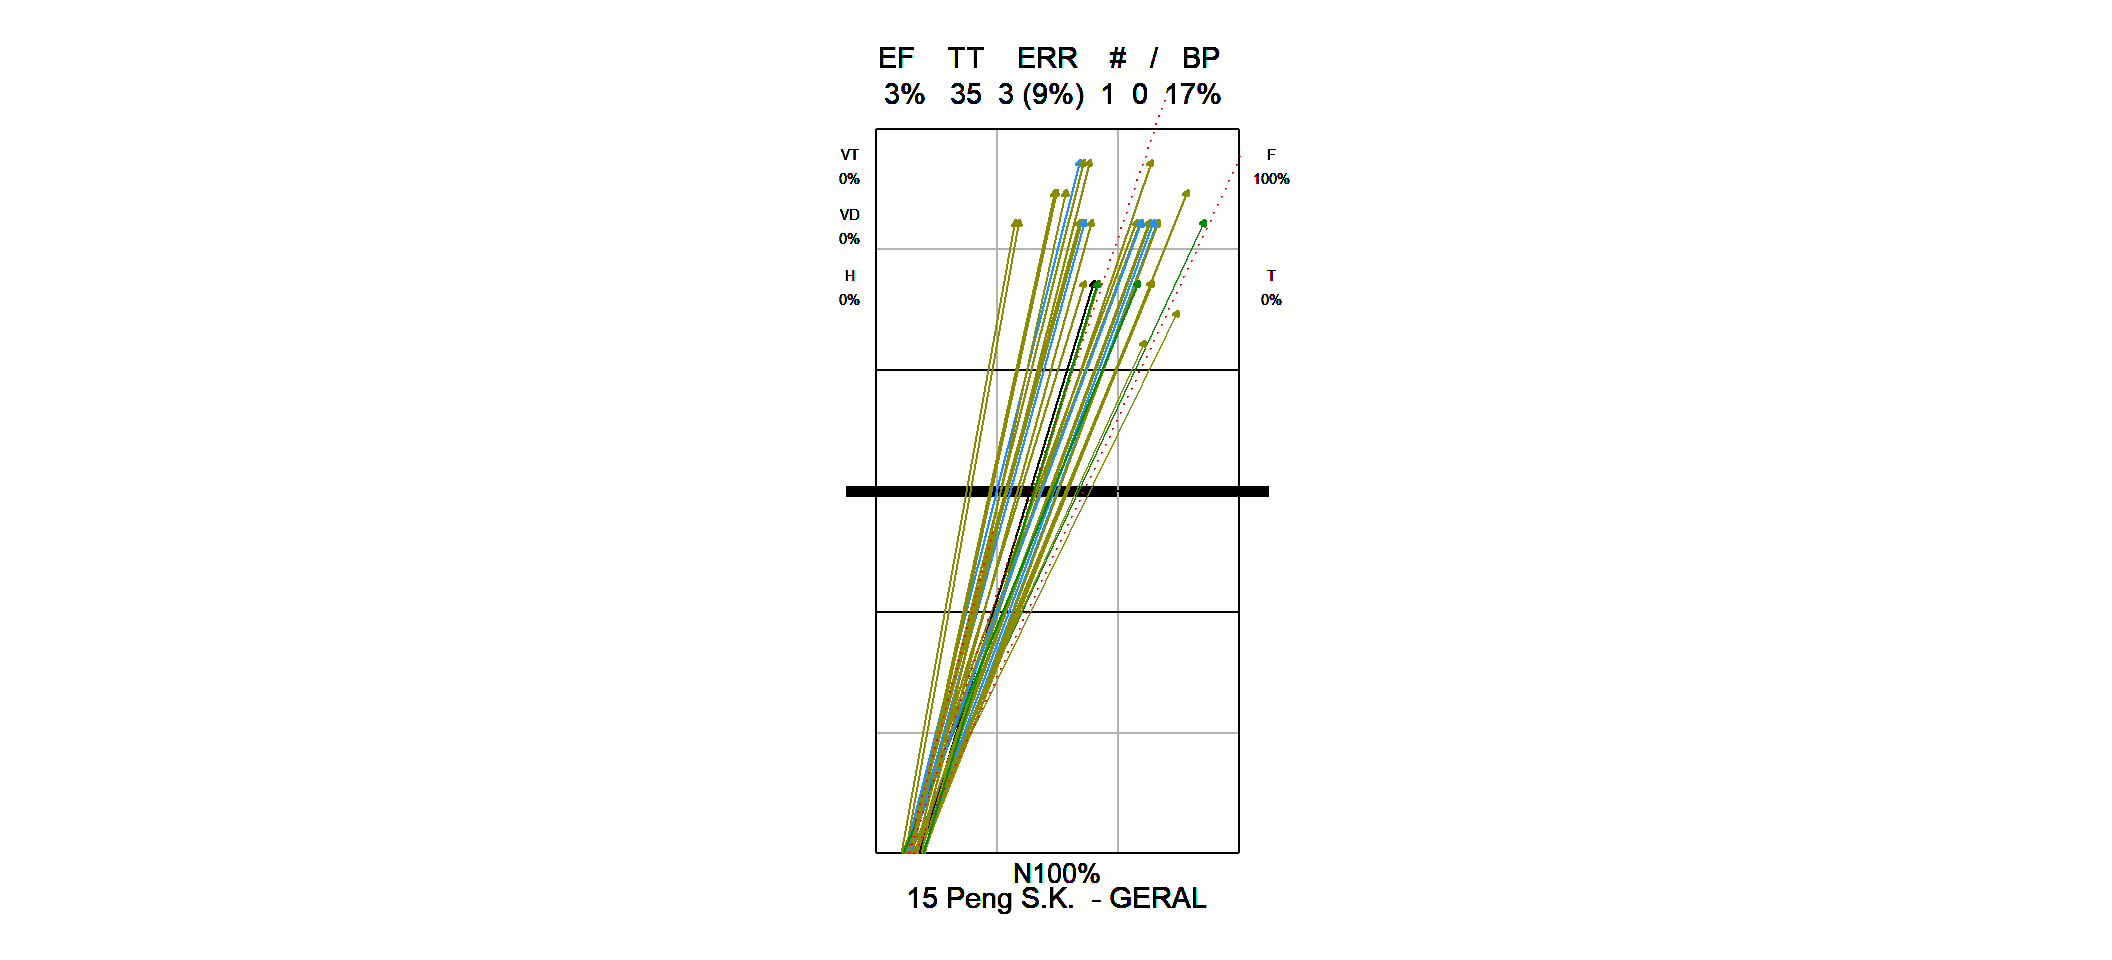 EF TT ERR # / BP
3% 35 3 (9%) 1 0 17%
VT
0%
F
100%
VD
0%
H
0%
T
0%
N100%
15 Peng S.K. - GERAL